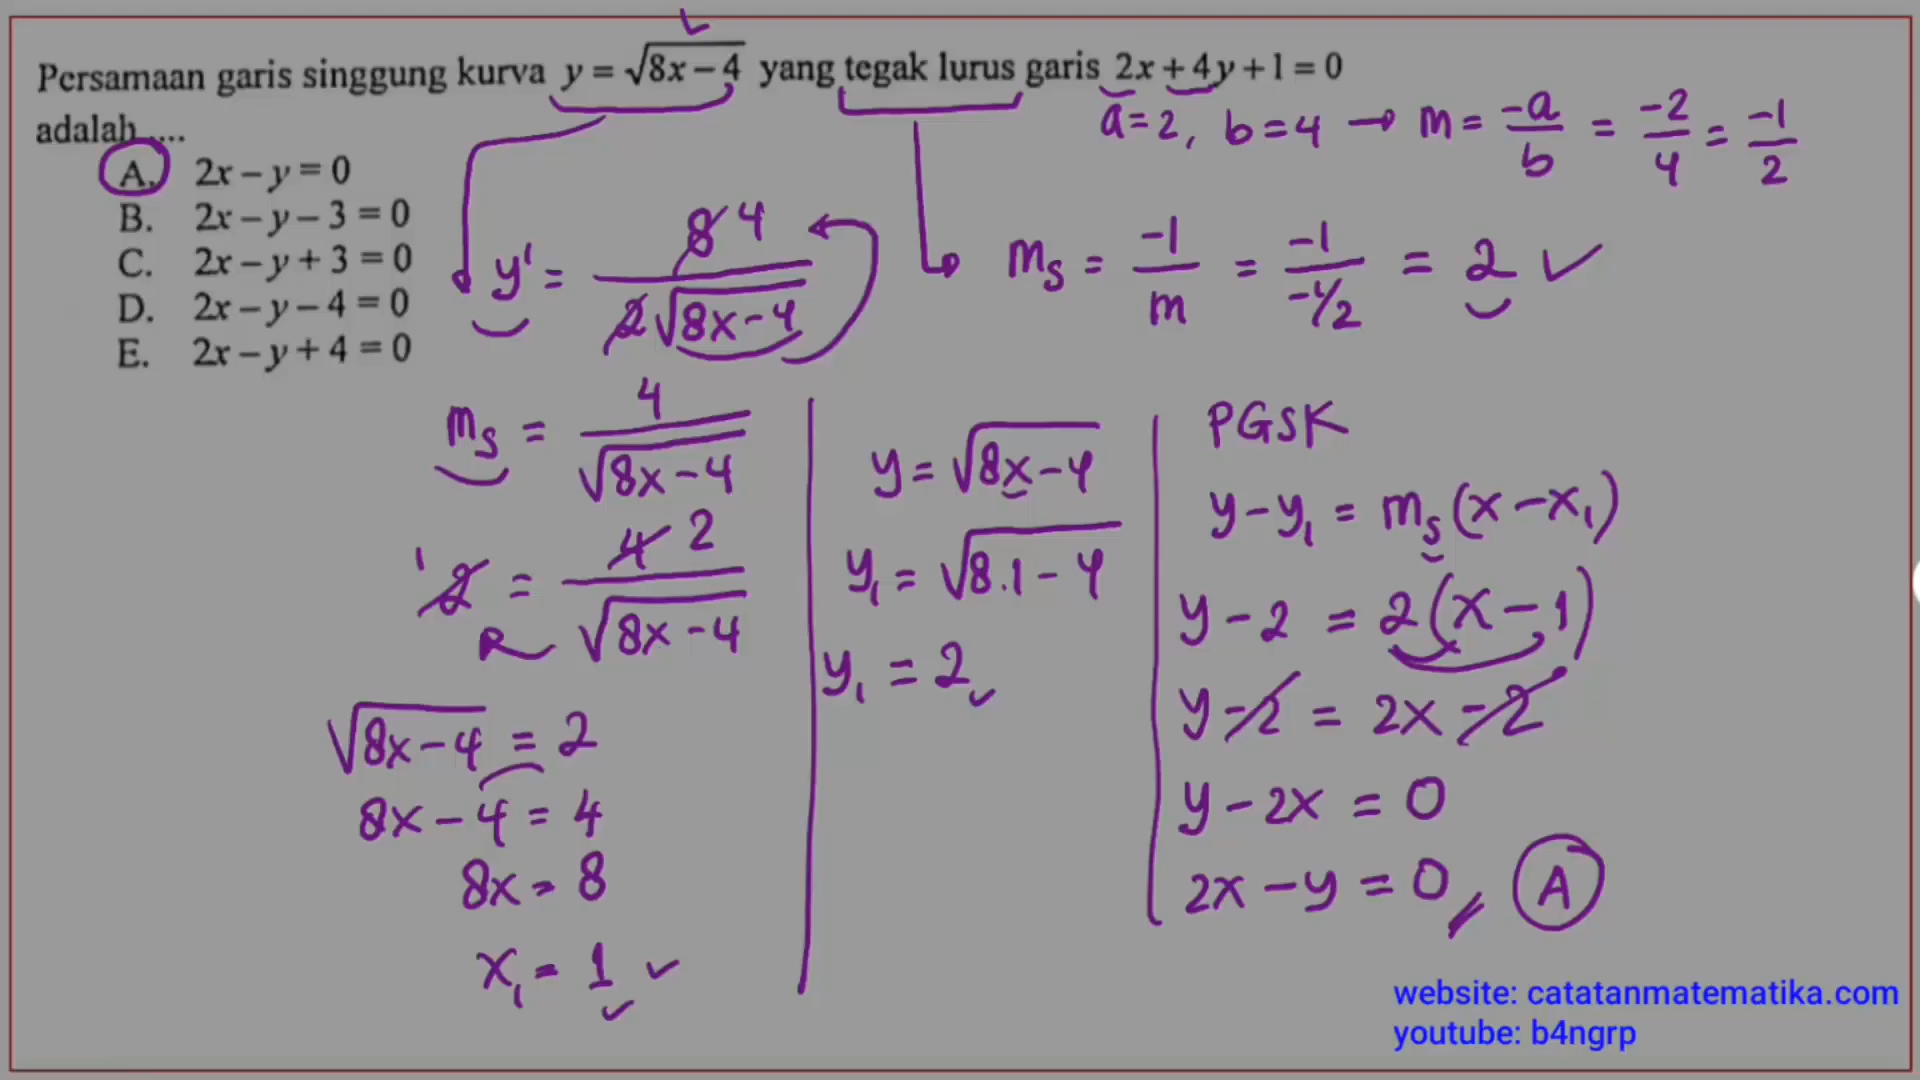 Persamaan garis singgung kurva y = √(8x − 4) yang tegak lurus garis 2x + 4y + 1 = 0
adalah ....
A. 2x − y = 0
B. 2x − y − 3 = 0
C. 2x − y + 3 = 0
D. 2x − y − 4 = 0
E. 2x − y + 4 = 0
a = 2, b = 4 → m = -a/b = -2/4 = -1/2
y' = 8 4 / 2√(8x-4)
ms = -1/m = -1/(-1/2) = 2
ms = 4/√(8x-4)
1 2 = 4 2 / √(8x-4)
√(8x-4) = 2
8x - 4 = 4
8x = 8
x₁ = 1
y = √(8x-4)
y₁ = √(8.1-4)
y₁ = 2
PGSK
y - y₁ = ms(x - x₁)
y - 2 = 2(x - 1)
y - 2 = 2x - 2
y - 2x = 0
2x - y = 0 A
website: catatanmatematika.com
youtube: b4ngrp